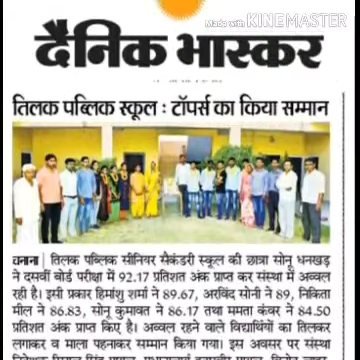 Made with KINEMASTER
दैनिक भास्कर
तिलक पब्लिक स्कूल : टॉपर्स का किया सम्मान
चनाना | तिलक पब्लिक सीनियर सैकंडरी स्कूल की छात्रा सोनू धनखड़
ने दसवीं बोर्ड परीक्षा में 92.17 प्रतिशत अंक प्राप्त कर संस्था में अव्वल
रही है। इसी प्रकार हिमांशु शर्मा ने 89.67, अरविंद सोनी ने 89, निकिता
मील ने 86.83, सोनू कुमावत ने 86.17 तथा ममता कंवर ने 84.50
प्रतिशत अंक प्राप्त किए है। अव्वल रहने वाले विद्यार्थियों का तिलकर
लगाकर व माला पहनाकर सम्मान किया गया। इस अवसर पर संस्था